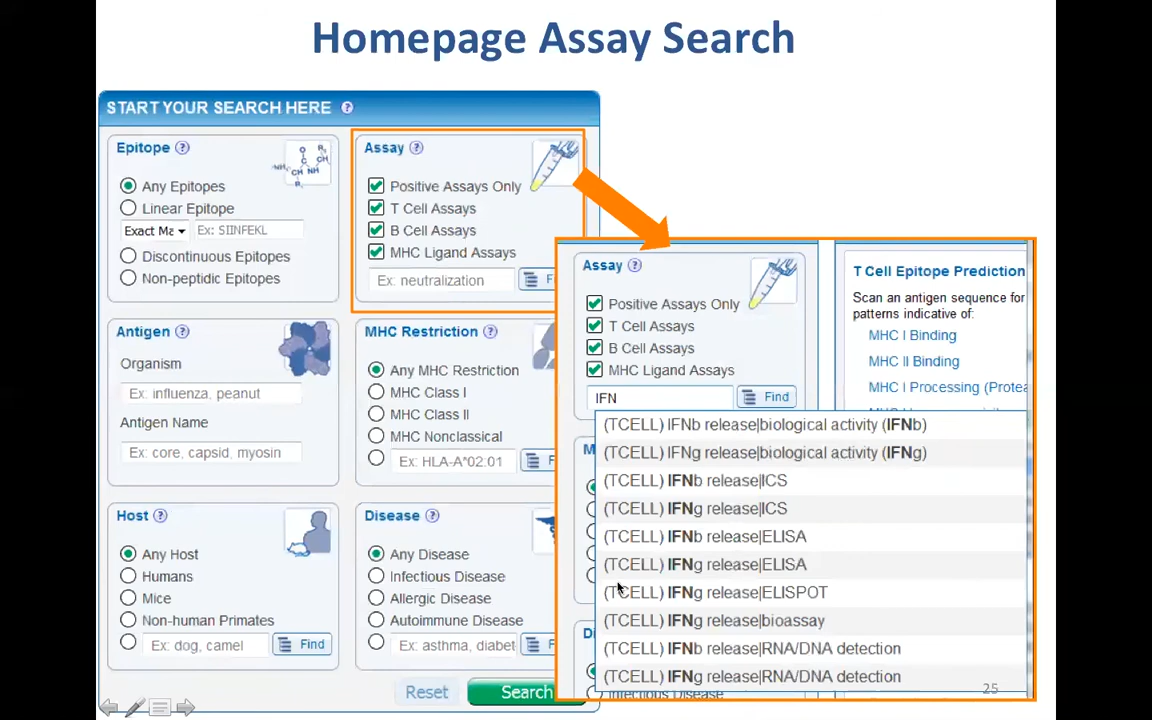 Homepage Assay Search
START YOUR SEARCH HERE ?
Epitope ?
Any Epitopes
Linear Epitope
Exact Ma Ex: SIINFEKL
Discontinuous Epitopes
Non-peptidic Epitopes
Assay ?
Positive Assays Only
T Cell Assays
B Cell Assays
MHC Ligand Assays
Ex: neutralization
Antigen ?
Organism
Ex: influenza, peanut
Antigen Name
Ex: core, capsid, myosin
MHC Restriction ?
Any MHC Restriction
MHC Class I
MHC Class II
MHC Nonclassical
Ex: HLA-A*02:01
Host ?
Any Host
Humans
Mice
Non-human Primates
Ex: dog, camel Find
Disease ?
Any Disease
Infectious Disease
Allergic Disease
Autoimmune Disease
Ex: asthma, diabet
Reset Search
Assay ?
Positive Assays Only
T Cell Assays
B Cell Assays
MHC Ligand Assays
IFN Find
(TCELL) IFNb release|biological activity (IFNb)
(TCELL) IFNg release|biological activity (IFNg)
(TCELL) IFNb release|ICS
(TCELL) IFNg release|ICS
(TCELL) IFNb release|ELISA
(TCELL) IFNg release|ELISA
(TCELL) IFNg release|ELISPOT
(TCELL) IFNg release|bioassay
(TCELL) IFNb release|RNA/DNA detection
(TCELL) IFNg release|RNA/DNA detection
Infectious Disease
T Cell Epitope Prediction
Scan an antigen sequence for
patterns indicative of:
MHC I Binding
MHC II Binding
MHC I Processing (Protea
25